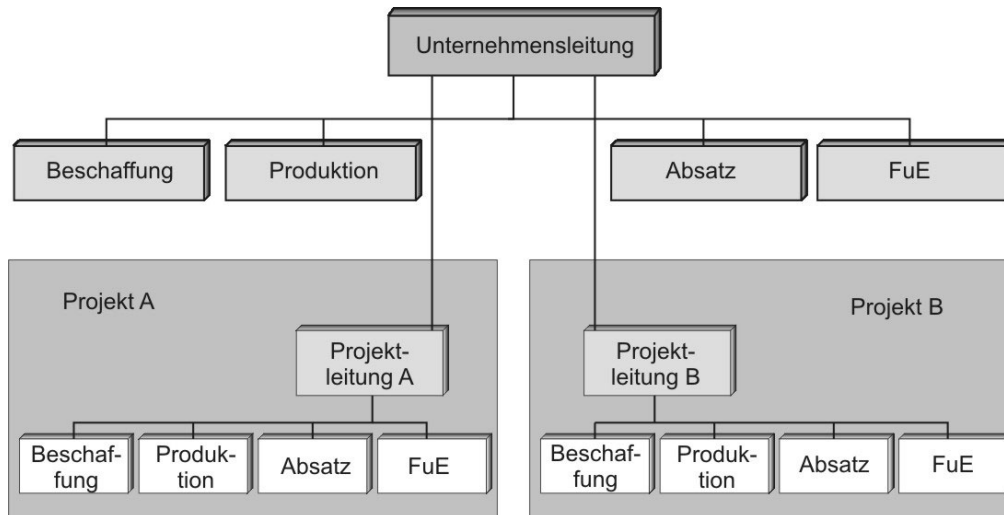 Unternehmensleitung
Beschaffung
Produktion
Absatz
FuE
Projekt A
Projekt-
leitung A
Beschaf-
fung
Produk-
tion
Absatz
FuE
Projekt B
Projekt-
leitung B
Beschaf-
fung
Produk-
tion
Absatz
FuE